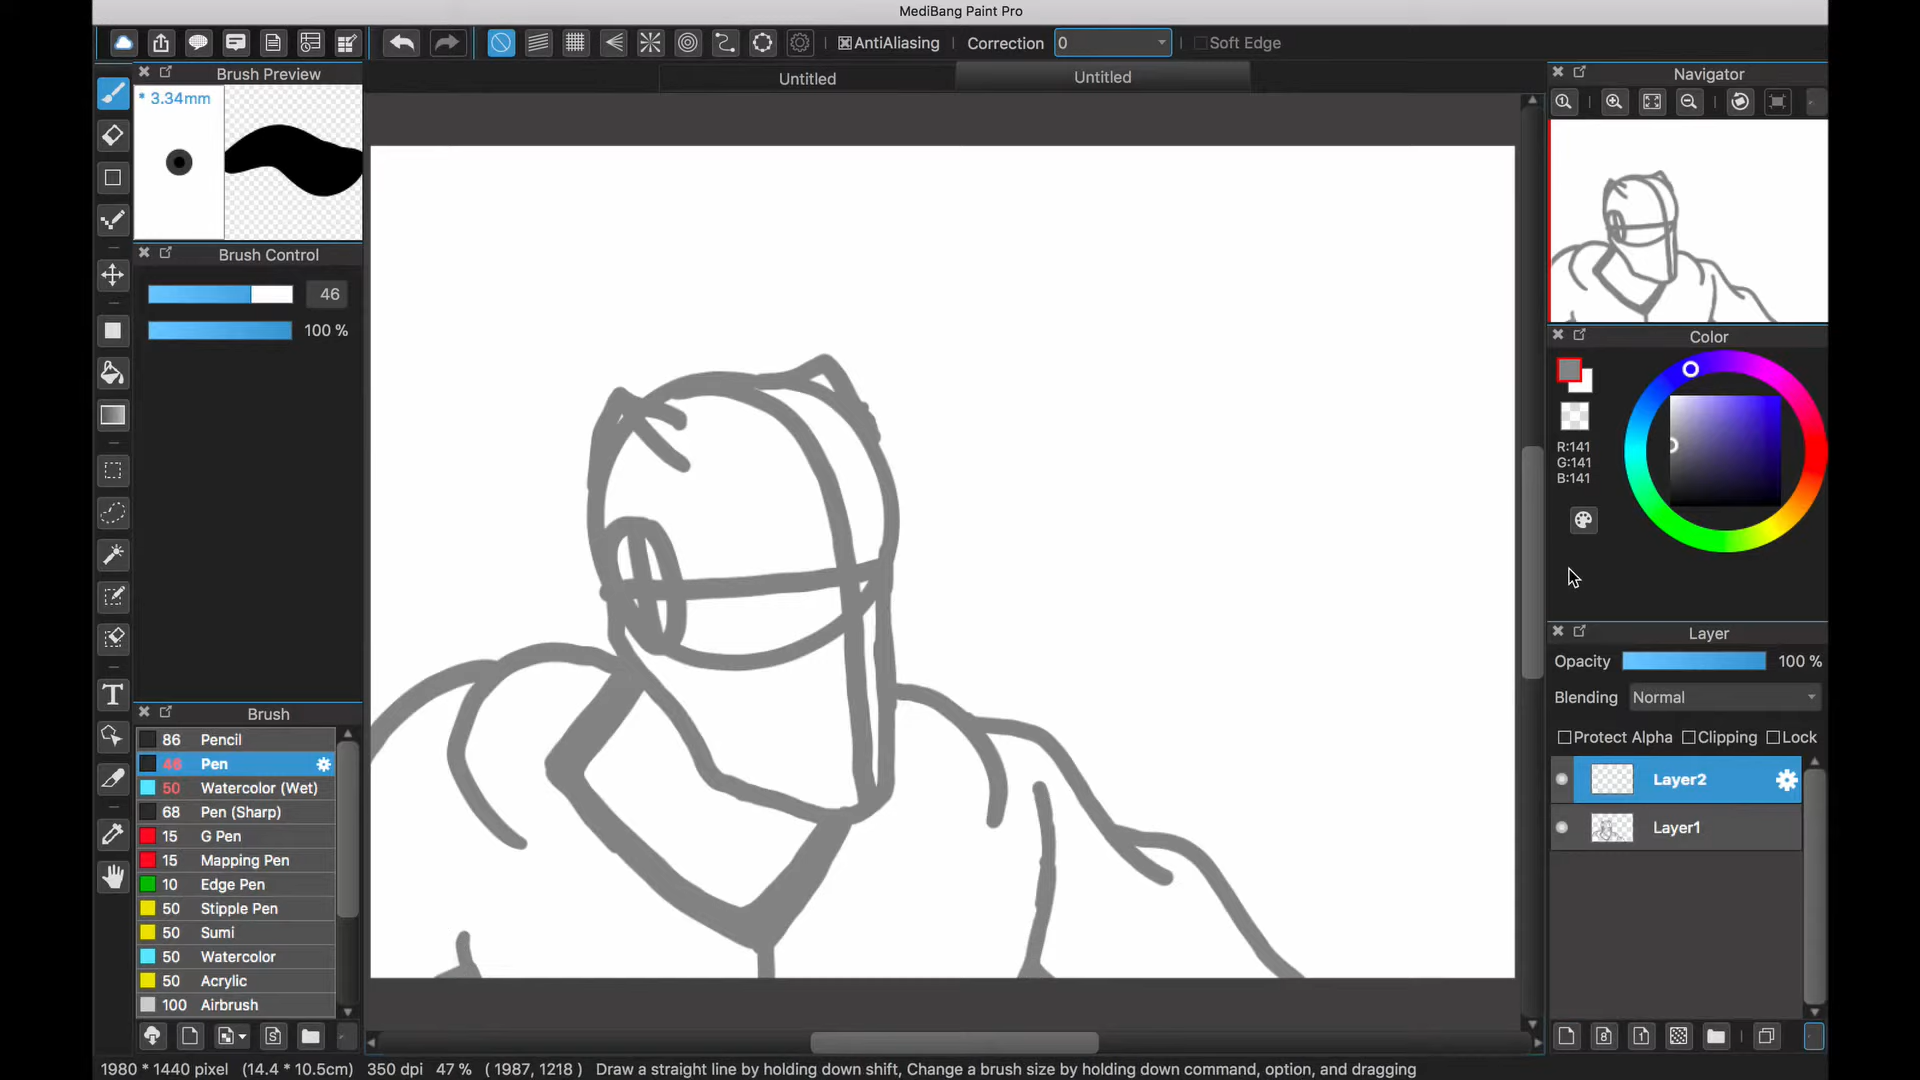 MediBang Paint Pro
AntiAliasing Correction 0 Soft Edge
Brush Preview
Untitled Untitled
Navigator
* 3.34mm
Brush Control
46
100 %
Color
R:141
G:141
B:141
Layer
Opacity 100 %
Blending Normal
Protect Alpha Clipping Lock
Layer2
Layer1
Brush
86 Pencil
46 Pen
50 Watercolor (Wet)
68 Pen (Sharp)
15 G Pen
15 Mapping Pen
10 Edge Pen
50 Stipple Pen
50 Sumi
50 Watercolor
50 Acrylic
100 Airbrush
1980 * 1440 pixel (14.4 * 10.5cm) 350 dpi 47 % ( 1987, 1218 ) Draw a straight line by holding down shift, Change a brush size by holding down command, option, and dragging